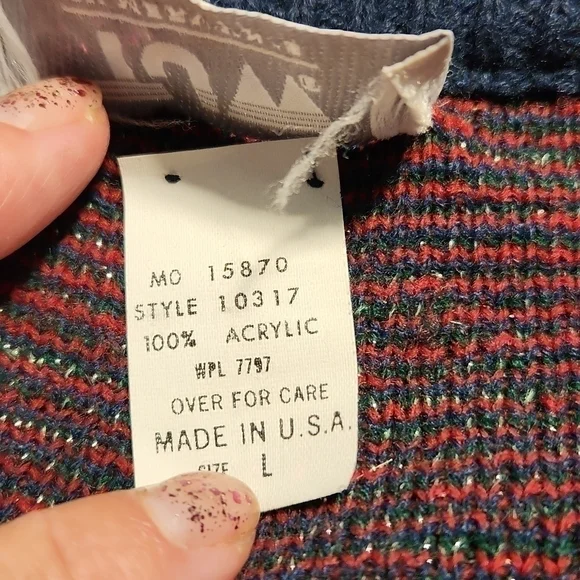 MO 15870
STYLE 10317
100% ACRYLIC
WPL 7797
OVER FOR CARE
MADE IN U.S.A.
SIZE L